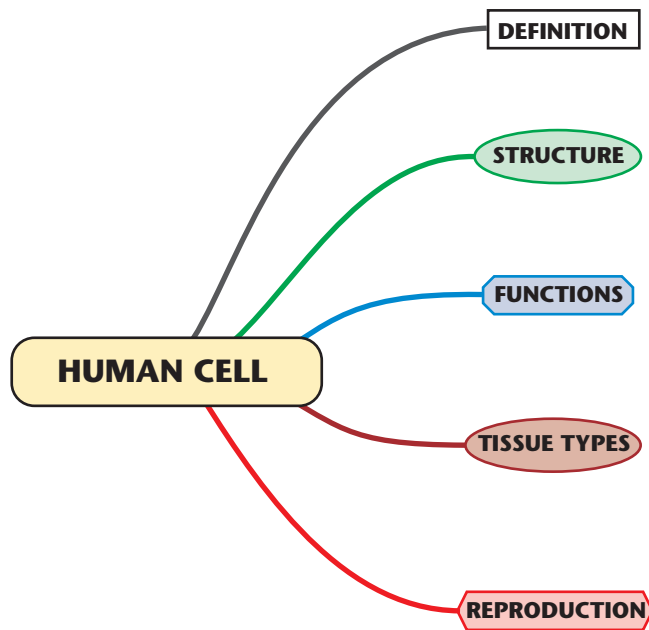 DEFINITION
STRUCTURE
FUNCTIONS
HUMAN CELL
TISSUE TYPES
REPRODUCTION